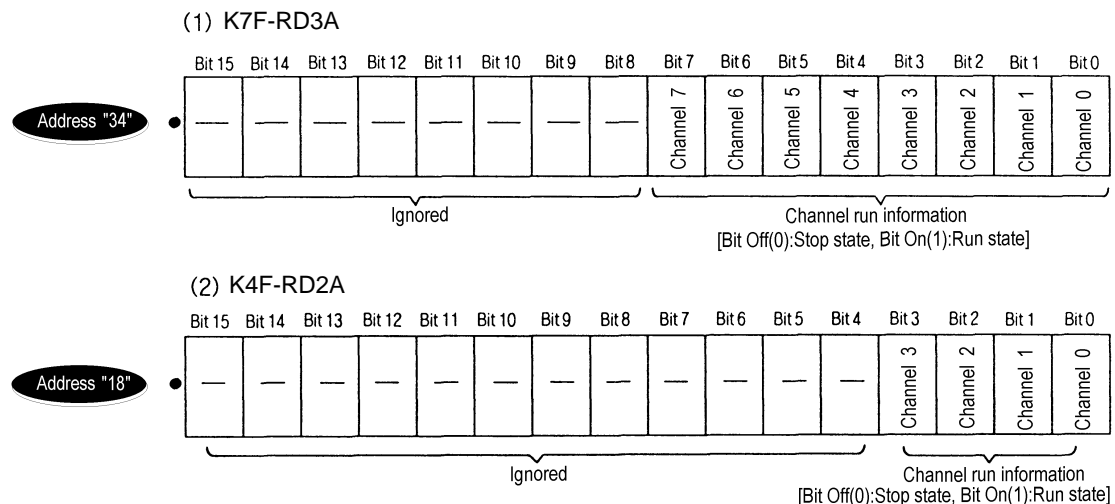 (1) K7F-RD3A
Bit 15 Bit 14 Bit 13 Bit 12 Bit 11 Bit 10 Bit 9 Bit 8 Bit 7 Bit 6 Bit 5 Bit 4 Bit 3 Bit 2 Bit 1 Bit 0
Address "34" • — — — — — — — — Channel 7 Channel 6 Channel 5 Channel 4 Channel 3 Channel 2 Channel 1 Channel 0
Ignored Channel run information
[Bit Off(0):Stop state, Bit On(1):Run state]
(2) K4F-RD2A
Bit 15 Bit 14 Bit 13 Bit 12 Bit 11 Bit 10 Bit 9 Bit 8 Bit 7 Bit 6 Bit 5 Bit 4 Bit 3 Bit 2 Bit 1 Bit 0
Address "18" • — — — — — — — — — — — — Channel 3 Channel 2 Channel 1 Channel 0
Ignored Channel run information
[Bit Off(0):Stop state, Bit On(1):Run state]